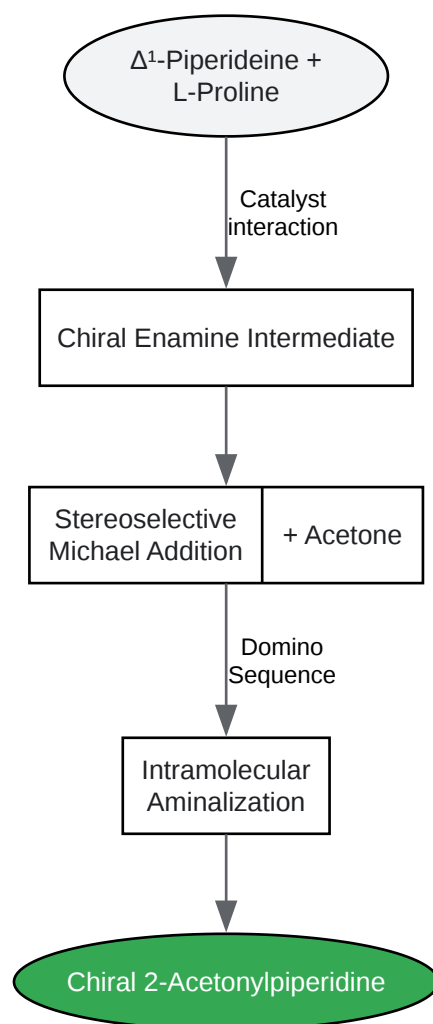 Δ¹-Piperideine +
L-Proline
Catalyst
interaction
Chiral Enamine Intermediate
Stereoselective
Michael Addition
+ Acetone
Domino
Sequence
Intramolecular
Aminalization
Chiral 2-Acetonylpiperidine